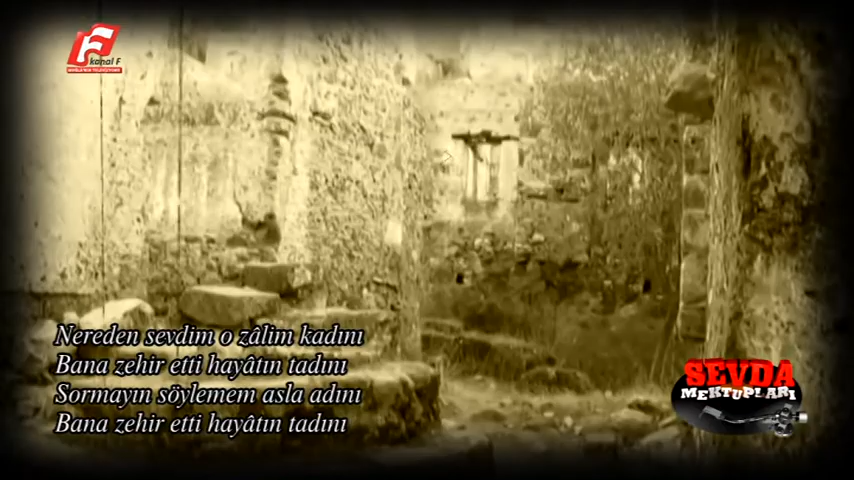 kanal F
Nereden sevdim o zâlim kadını
Bana zehir etti hayâtın tadını
Sormayın söylemem asla adını
Bana zehir etti hayâtın tadını
SEVDA
MEKTUPLARI